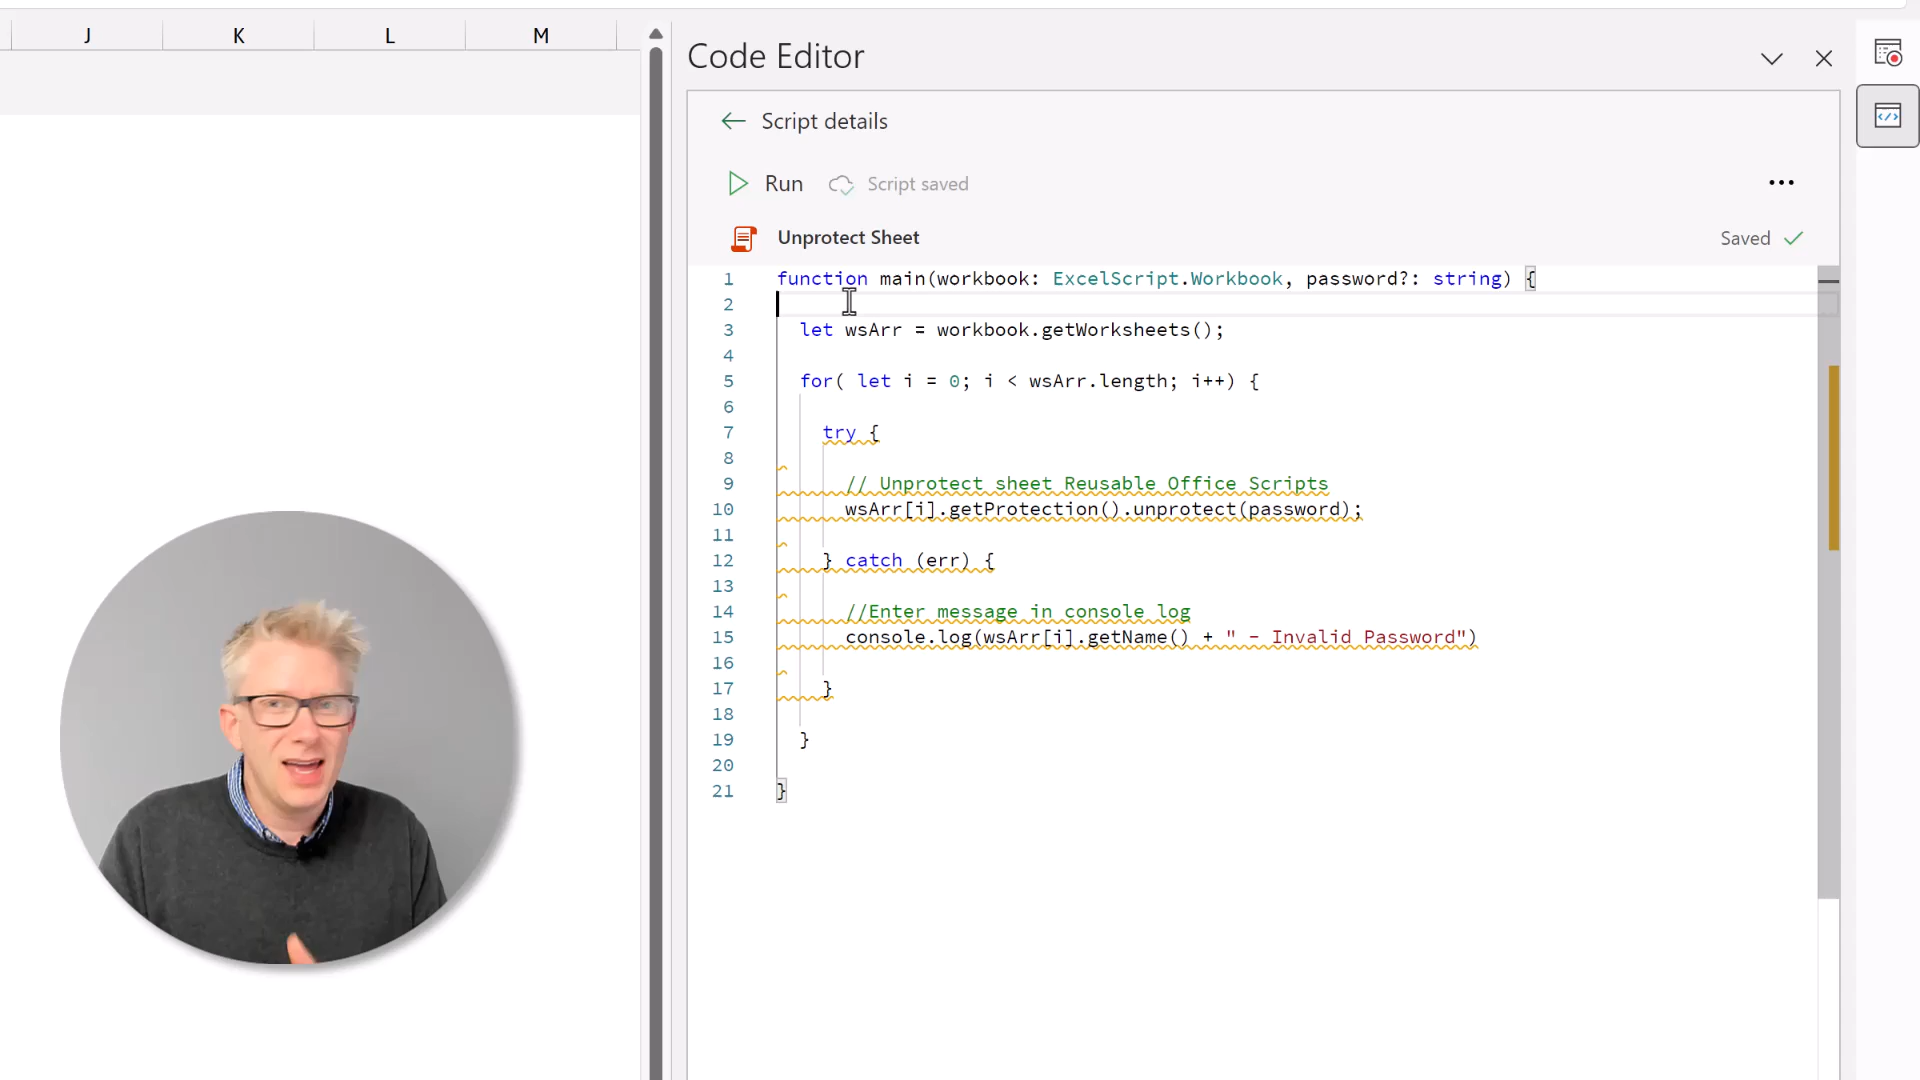 J K L M
Code Editor
Script details
Run Script saved
Unprotect Sheet Saved
1 function main(workbook: ExcelScript.Workbook, password?: string) {
2
3 let wsArr = workbook.getWorksheets();
4
5 for( let i = 0; i < wsArr.length; i++) {
6
7 try {
8
9 // Unprotect sheet Reusable Office Scripts
10 wsArr[i].getProtection().unprotect(password);
11
12 } catch (err) {
13
14 //Enter message in console log
15 console.log(wsArr[i].getName() + " - Invalid Password")
16
17 }
18
19 }
20
21 }